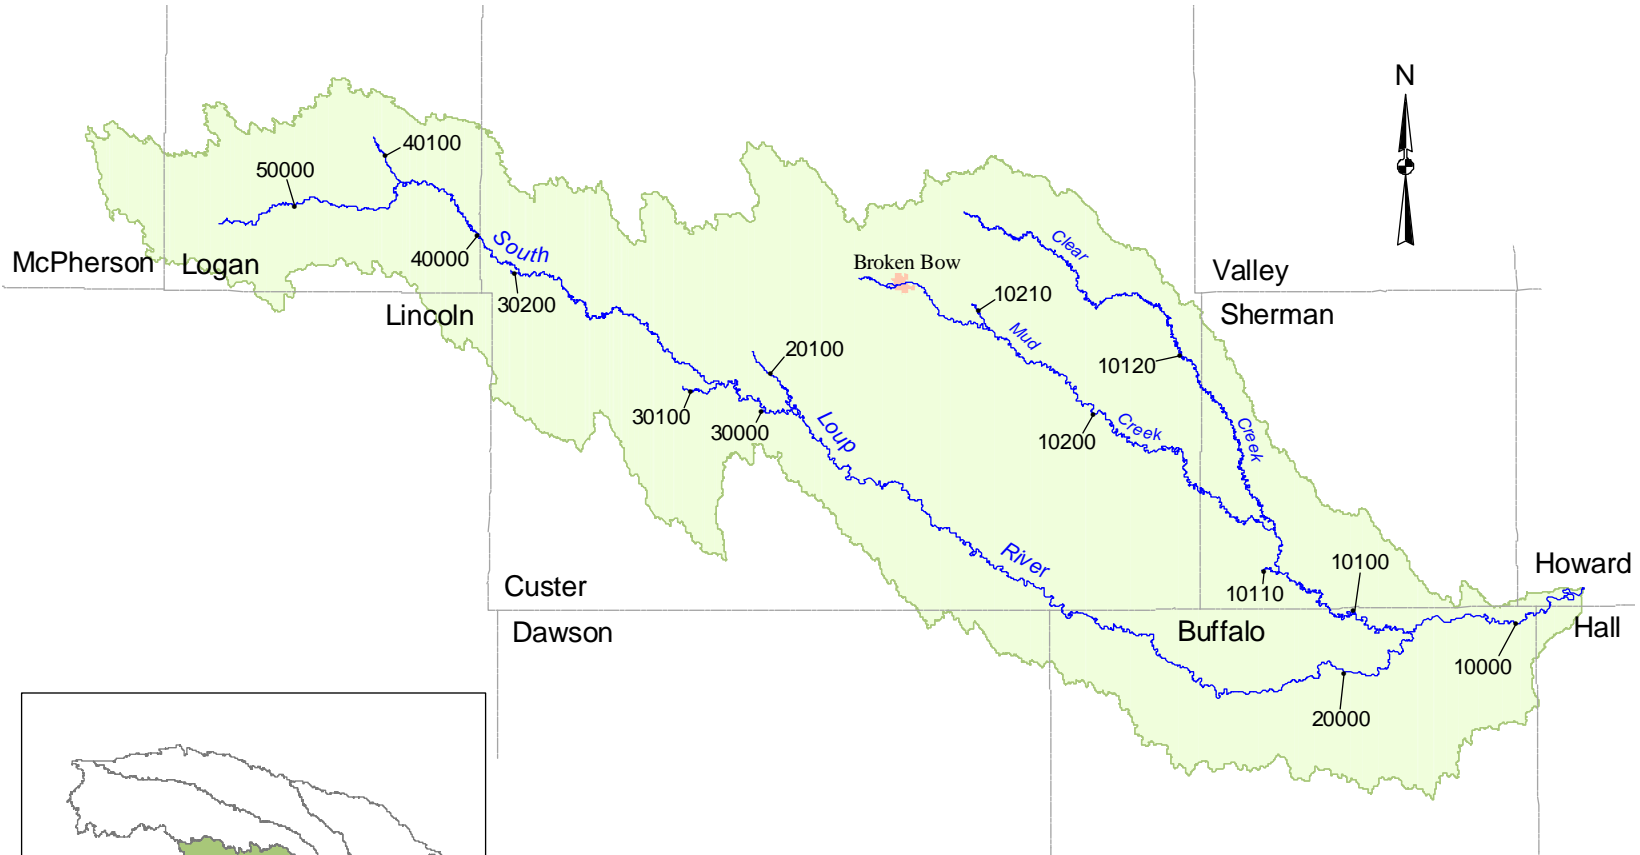 N
40100
50000
South
40000
McPherson
Logan
30200
Lincoln
Clear
Broken Bow
10210
Valley
Sherman
Mud
20100
10120
30100
30000
Loup
10200
Creek
Creek
River
10100
Howard
10110
Custer
Dawson
Buffalo
Hall
10000
20000